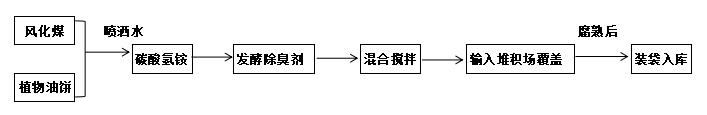 风化煤
喷洒水
腐熟后
碳酸氢铵
发酵除臭剂
混合搅拌
输入堆积场覆盖
装袋入库
植物油饼